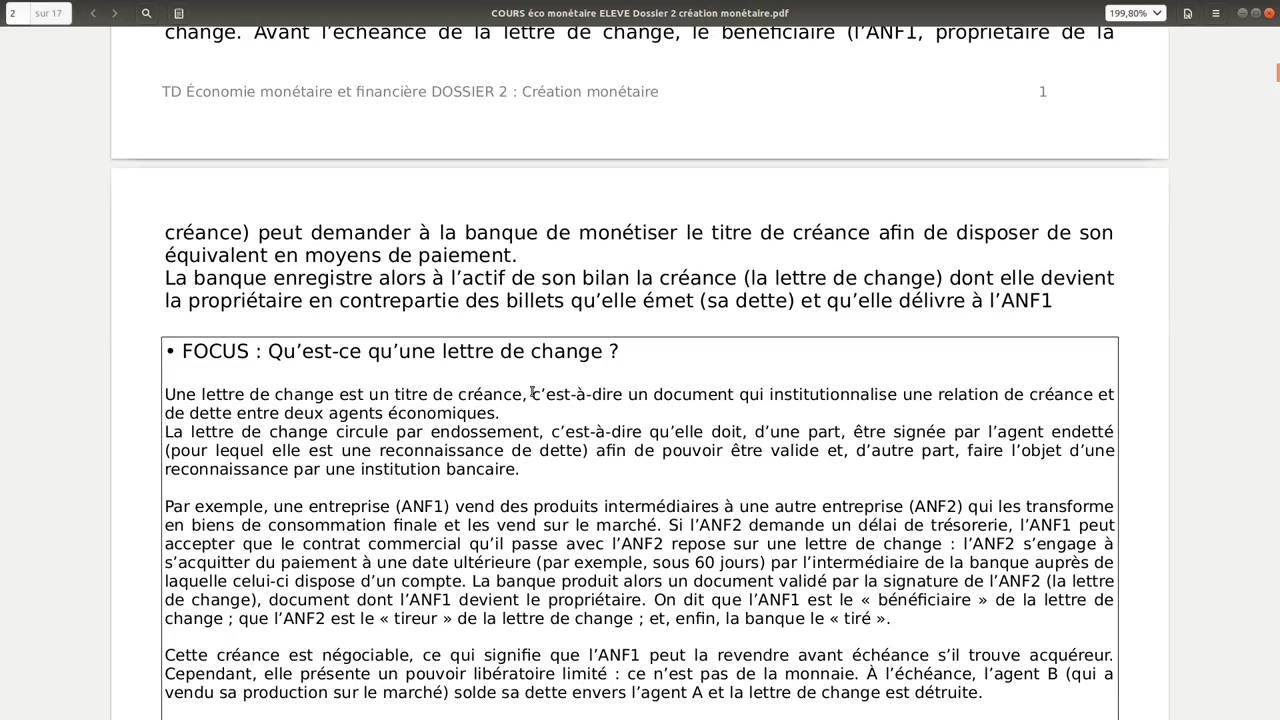 2 sur 17
COURS éco monétaire ELEVE Dossier 2 création monétaire.pdf
199,80%
change. Avant l’échéance de la lettre de change, le bénéficiaire (l’ANF1, propriétaire de la
TD Économie monétaire et financière DOSSIER 2 : Création monétaire 1
créance) peut demander à la banque de monétiser le titre de créance afin de disposer de son
équivalent en moyens de paiement.
La banque enregistre alors à l’actif de son bilan la créance (la lettre de change) dont elle devient
la propriétaire en contrepartie des billets qu’elle émet (sa dette) et qu’elle délivre à l’ANF1
• FOCUS : Qu’est-ce qu’une lettre de change ?
Une lettre de change est un titre de créance, c’est-à-dire un document qui institutionnalise une relation de créance et
de dette entre deux agents économiques.
La lettre de change circule par endossement, c’est-à-dire qu’elle doit, d’une part, être signée par l’agent endetté
(pour lequel elle est une reconnaissance de dette) afin de pouvoir être valide et, d’autre part, faire l’objet d’une
reconnaissance par une institution bancaire.
Par exemple, une entreprise (ANF1) vend des produits intermédiaires à une autre entreprise (ANF2) qui les transforme
en biens de consommation finale et les vend sur le marché. Si l’ANF2 demande un délai de trésorerie, l’ANF1 peut
accepter que le contrat commercial qu’il passe avec l’ANF2 repose sur une lettre de change : l’ANF2 s’engage à
s’acquitter du paiement à une date ultérieure (par exemple, sous 60 jours) par l’intermédiaire de la banque auprès de
laquelle celui-ci dispose d’un compte. La banque produit alors un document validé par la signature de l’ANF2 (la lettre
de change), document dont l’ANF1 devient le propriétaire. On dit que l’ANF1 est le « bénéficiaire » de la lettre de
change ; que l’ANF2 est le « tireur » de la lettre de change ; et, enfin, la banque le « tiré ».
Cette créance est négociable, ce qui signifie que l’ANF1 peut la revendre avant échéance s’il trouve acquéreur.
Cependant, elle présente un pouvoir libératoire limité : ce n’est pas de la monnaie. À l’échéance, l’agent B (qui a
vendu sa production sur le marché) solde sa dette envers l’agent A et la lettre de change est détruite.